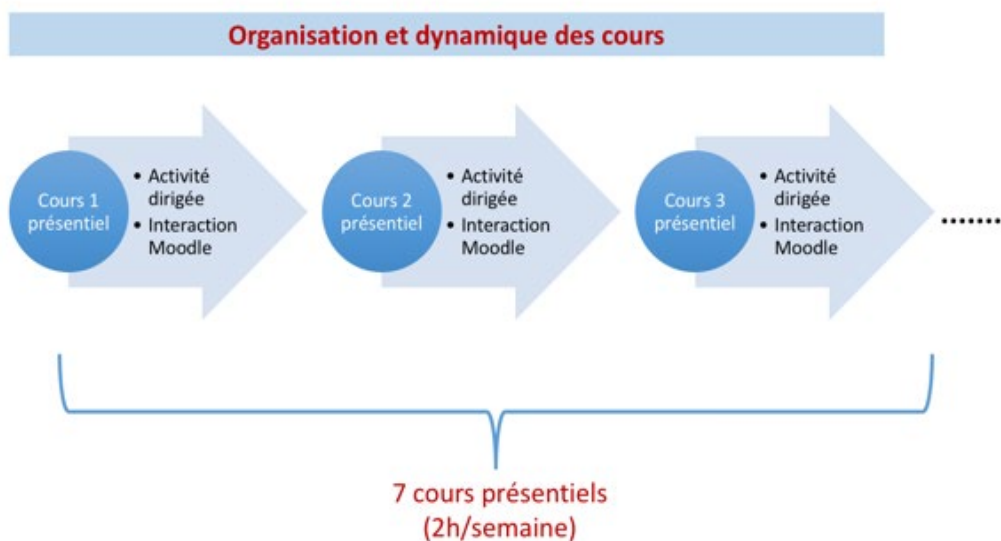 Organisation et dynamique des cours
Cours 1
présentiel
• Activité
dirigée
• Interaction
Moodle
Cours 2
présentiel
• Activité
dirigée
• Interaction
Moodle
Cours 3
présentiel
• Activité
dirigée
• Interaction
Moodle
........
7 cours présentiels
(2h/semaine)